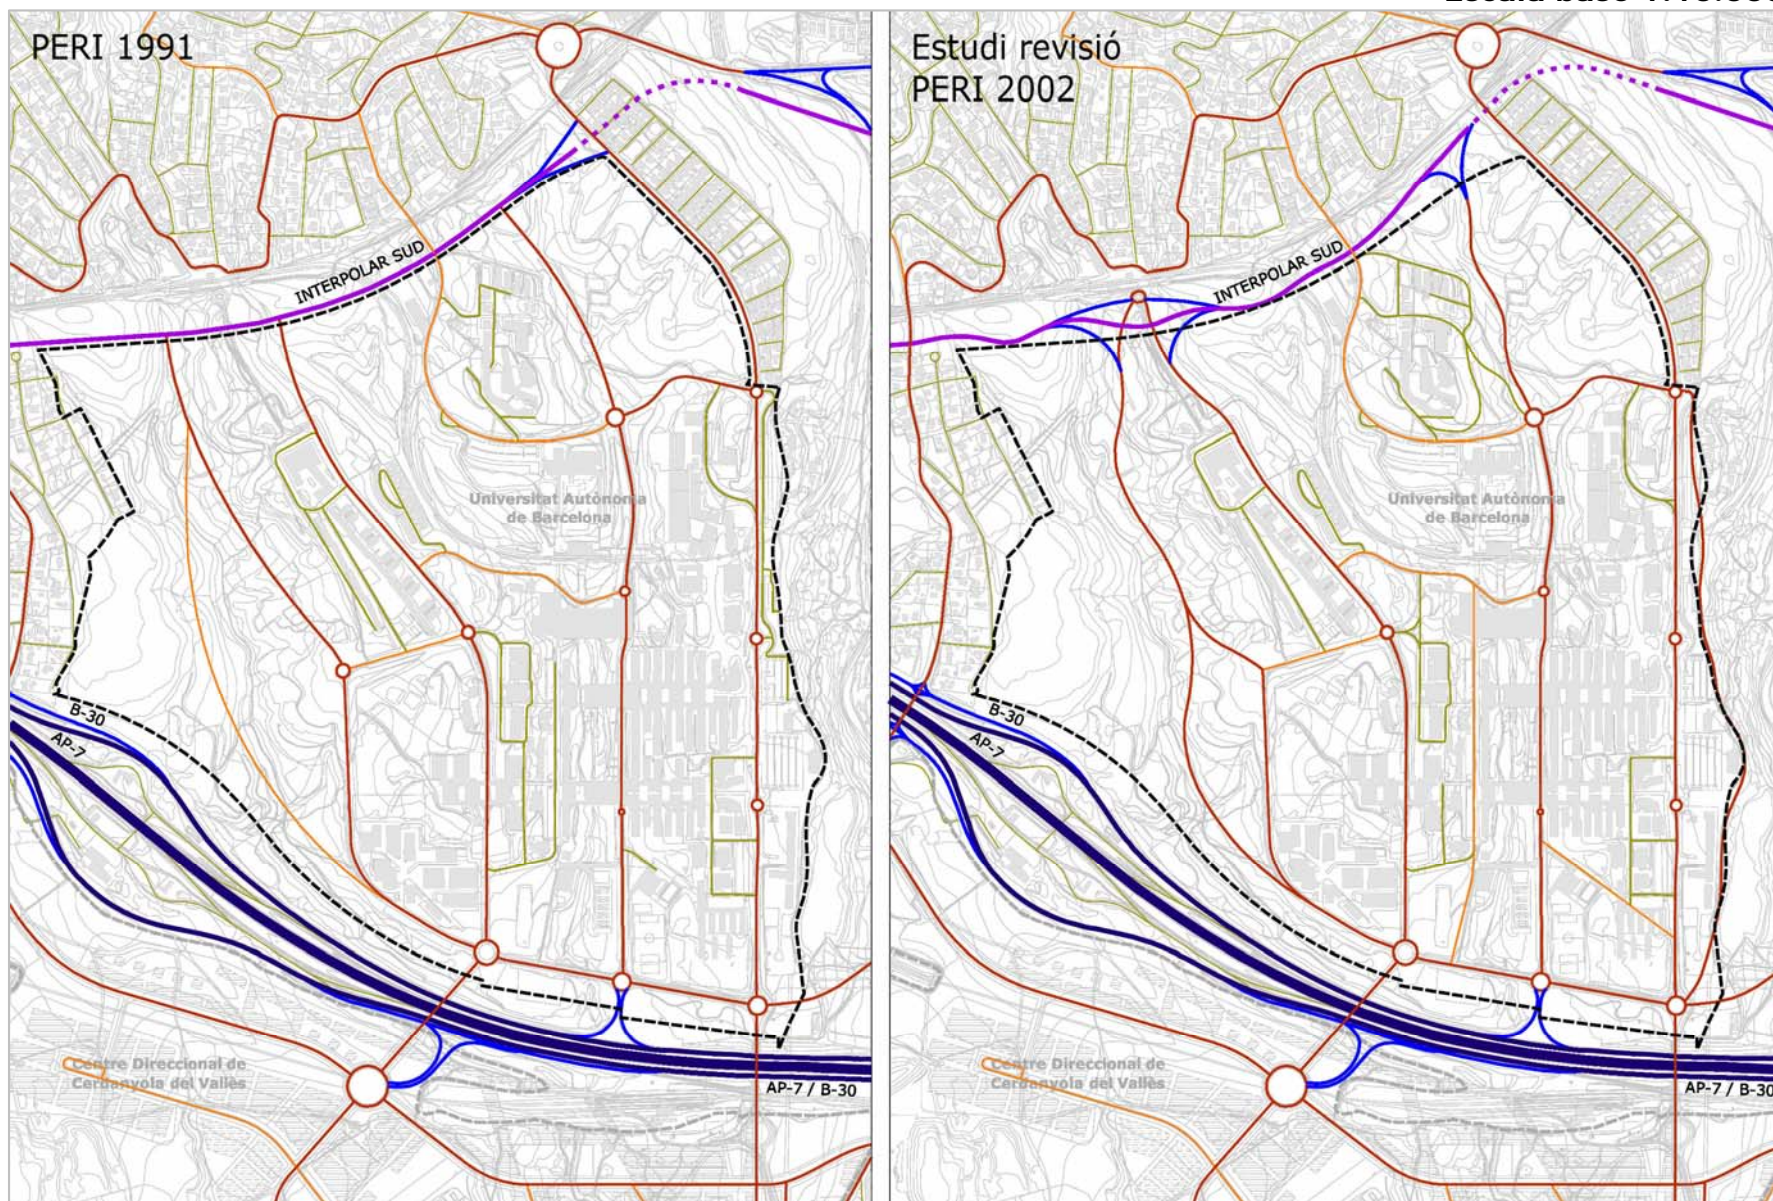 PERI 1991
INTERPOLAR SUD
Universitat Autònoma
de Barcelona
B-30
AP-7
Centre Direccional de
Cerdanyola del Vallès
AP-7 / B-30
Estudi revisió
PERI 2002
INTERPOLAR SUD
Universitat Autònoma
de Barcelona
B-30
AP-7
Centre Direccional de
Cerdanyola del Vallès
AP-7 / B-30